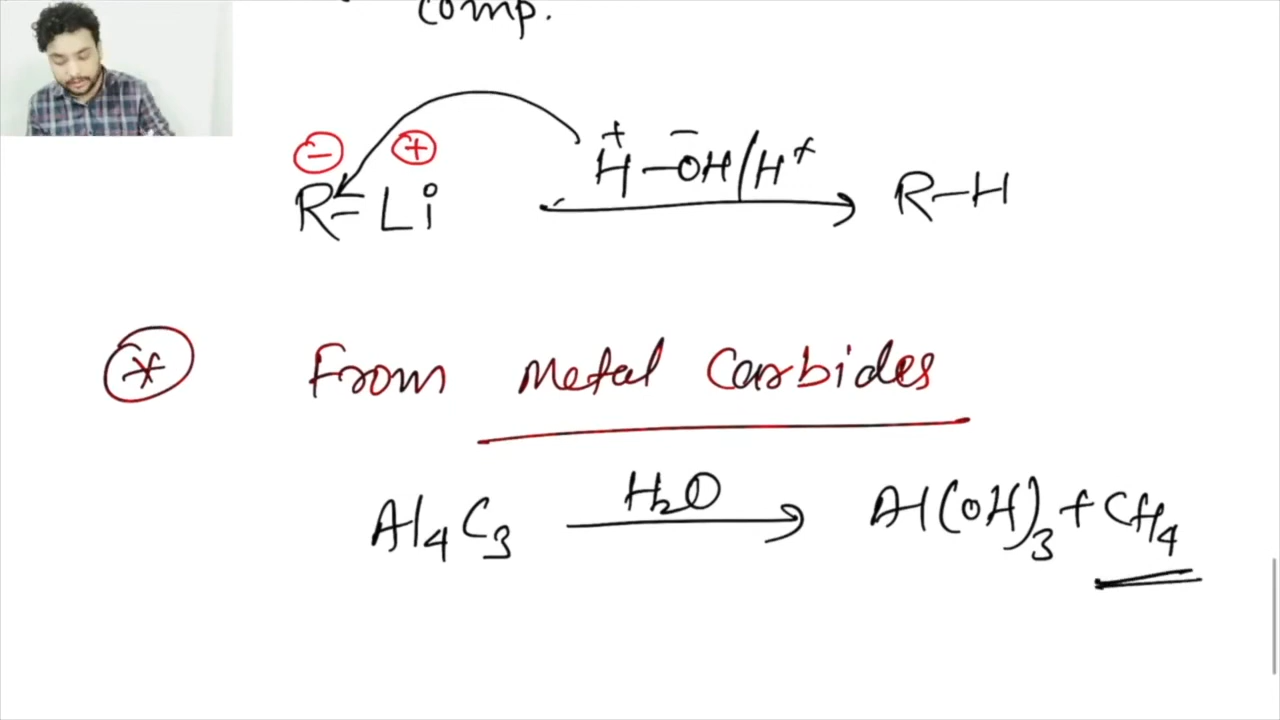 comp.
⊖ ⊕ + −
R=Li H−OH/H⁺ → R−H
* From Metal Carbides
Al₄C₃ H₂O → Al(OH)₃+CH₄